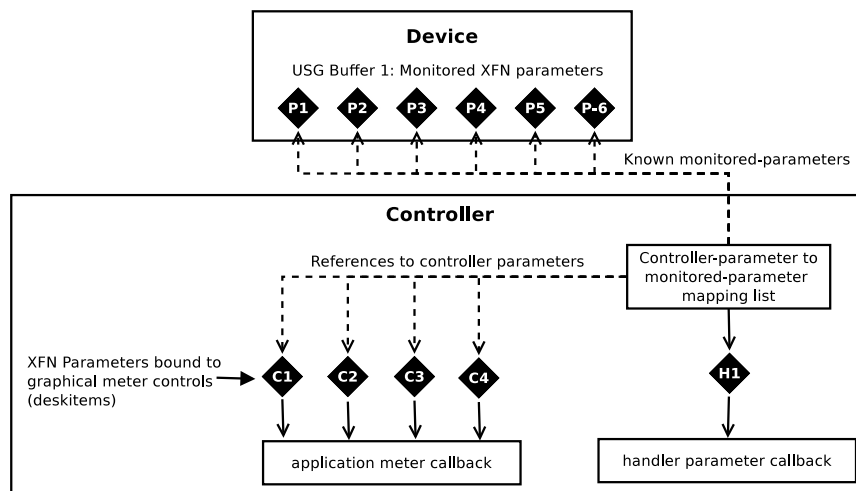 Device
USG Buffer 1: Monitored XFN parameters
P1 P2 P3 P4 P5 P-6
Known monitored-parameters
Controller
References to controller parameters
Controller-parameter to
monitored-parameter
mapping list
XFN Parameters bound to
graphical meter controls
(deskitems)
C1 C2 C3 C4
H1
application meter callback
handler parameter callback